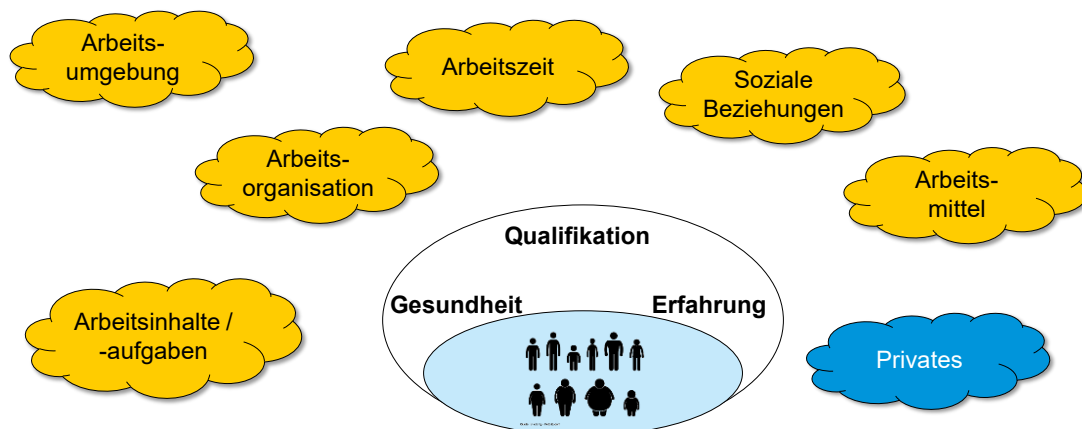 Arbeits-
umgebung
Arbeitszeit
Soziale
Beziehungen
Arbeits-
organisation
Arbeits-
mittel
Qualifikation
Gesundheit
Erfahrung
Arbeitsinhalte /
-aufgaben
Privates